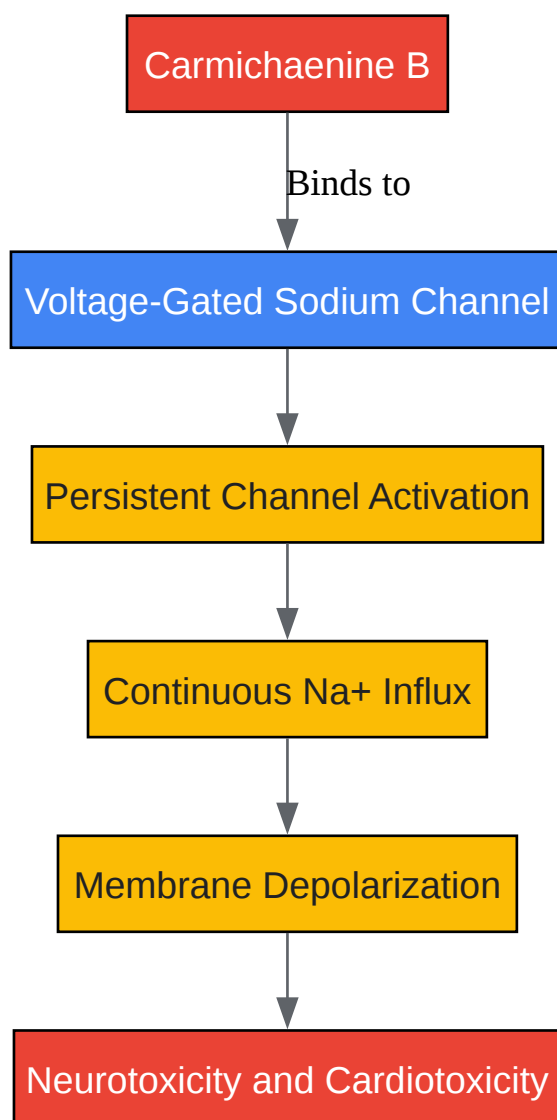 Carmichaenine B
Binds to
Voltage-Gated Sodium Channel
Persistent Channel Activation
Continuous Na+ Influx
Membrane Depolarization
Neurotoxicity and Cardiotoxicity